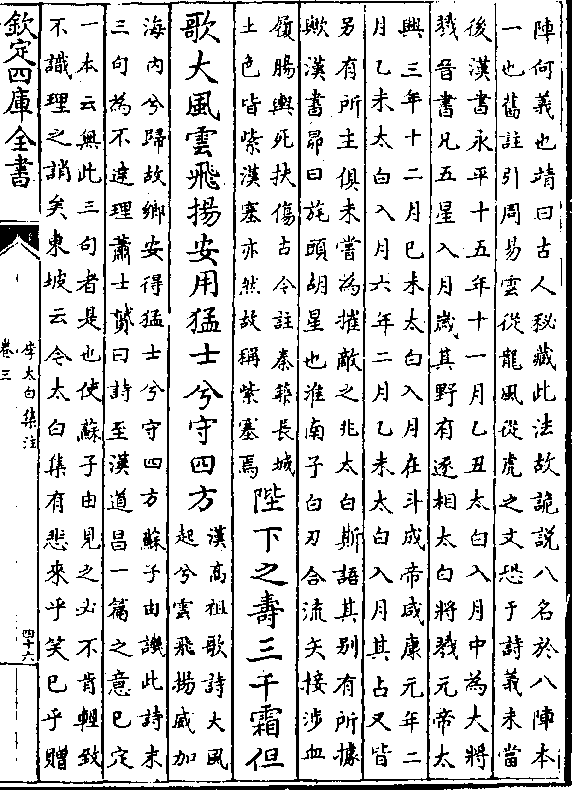 陣何義也靖曰古人秘藏此法故詭説八名於八陣本
一也舊註引周易雲從龍風從虎之文恐于詩義未當
後漢書永平十五年十一月乙丑太白入月中為大將
戮晉書凡五星入月嵗其野有逐相太白將戮元帝太
興三年十二月巳未太白入月在斗成帝咸康元年二
月乙未太白入月六年二月乙未太白入月其占又皆
另有所主俱未嘗為摧敵之兆太白斯語其别有所據
歟漢書昴曰旄頭胡星也淮南子白刃合流矢接涉血
履腸輿死扶傷古今註秦築長城
土色皆紫漢塞亦然故稱紫塞焉
陛下之壽三千霜但
歌大風雲飛揚安用猛士兮守四方
漢高祖歌詩大風
起兮雲飛揚威加
海内兮歸故鄉安得猛士兮守四方蘇子由譏此詩末
三句為不達理蕭士贇曰詩至漢道昌一篇之意已定
一本云無此三句者是也使蘇子由見之必不肯輕致
不識理之誚矣東坡云今太白集有悲來乎笑已乎贈
欽定四庫全書
李太白集注
卷三
四十六